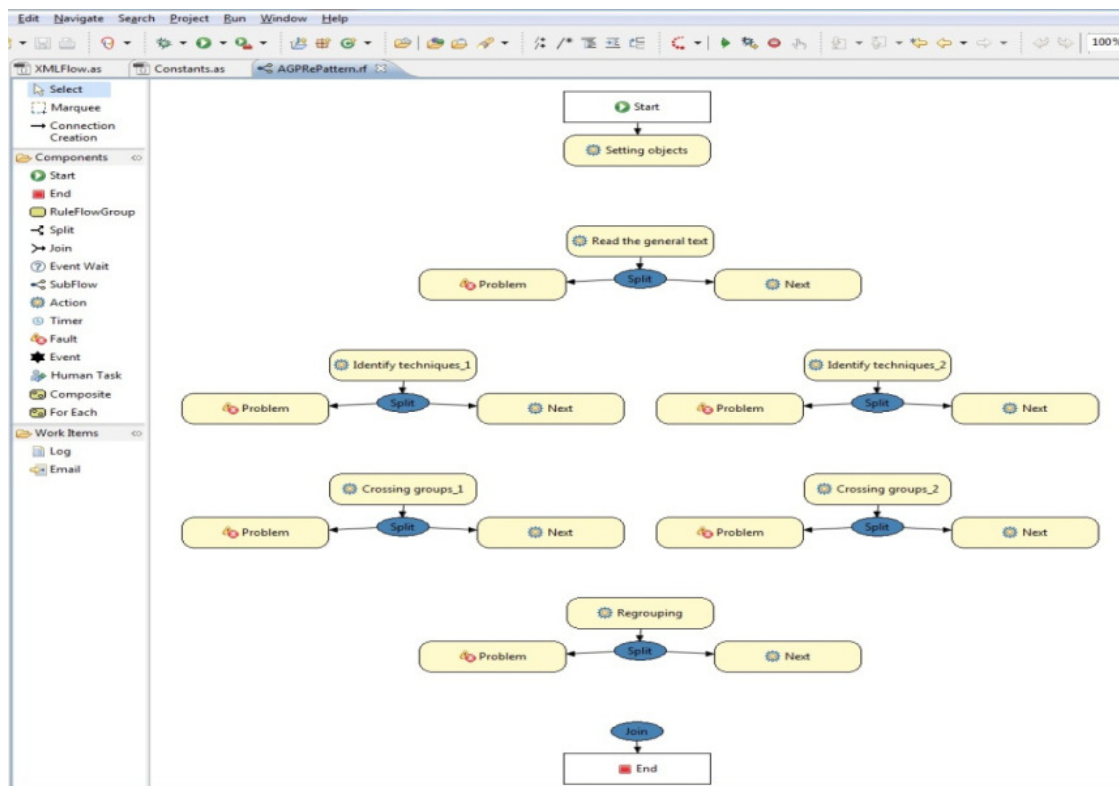 Edit Navigate Search Project Run Window Help
100%
XMLFlow.as Constants.as AGPRePattern.rf
Select
Marquee
Connection
Creation
Components
Start
End
RuleFlowGroup
Split
Join
Event Wait
SubFlow
Action
Timer
Fault
Event
Human Task
Composite
For Each
Work Items
Log
Email
Start
Setting objects
Read the general text
Split
Problem Next
Identify techniques_1 Identify techniques_2
Split Split
Problem Next Problem Next
Crossing groups_1 Crossing groups_2
Split Split
Problem Next Problem Next
Regrouping
Split
Problem Next
Join
End